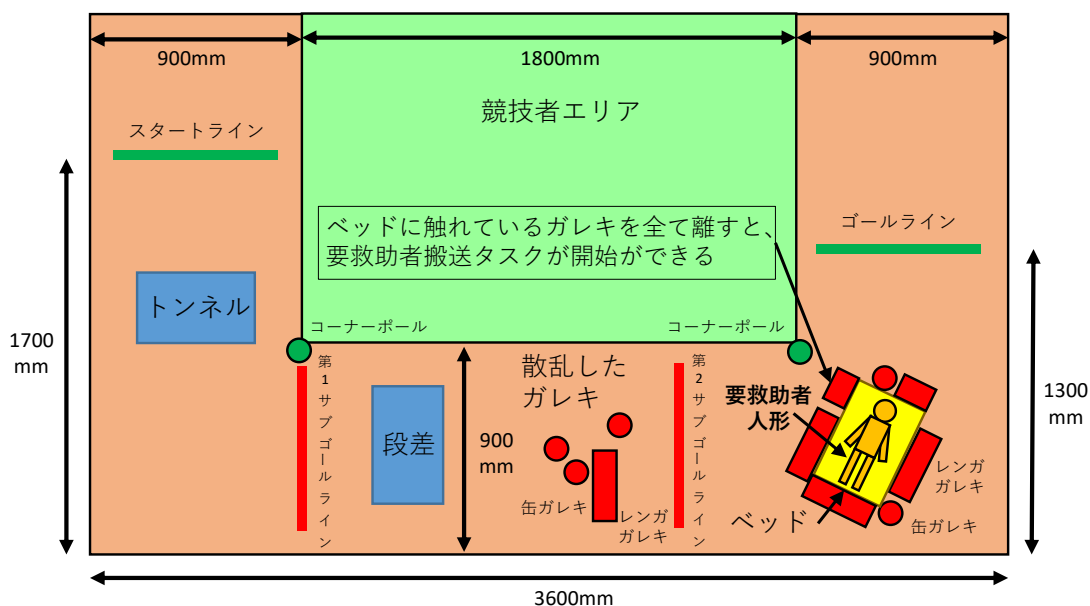 900mm
1800mm
900mm
競技者エリア
スタートライン
ベッドに触れているガレキを全て離すと、
要救助者搬送タスクが開始ができる
ゴールライン
トンネル
1700
mm
コーナーポール
コーナーポール
散乱した
ガレキ
第1サブゴールライン
第2サブゴールライン
要救助者
人形
1300
mm
段差
900
mm
缶ガレキ
レンガ
ガレキ
レンガ
ガレキ
ベッド
缶ガレキ
3600mm